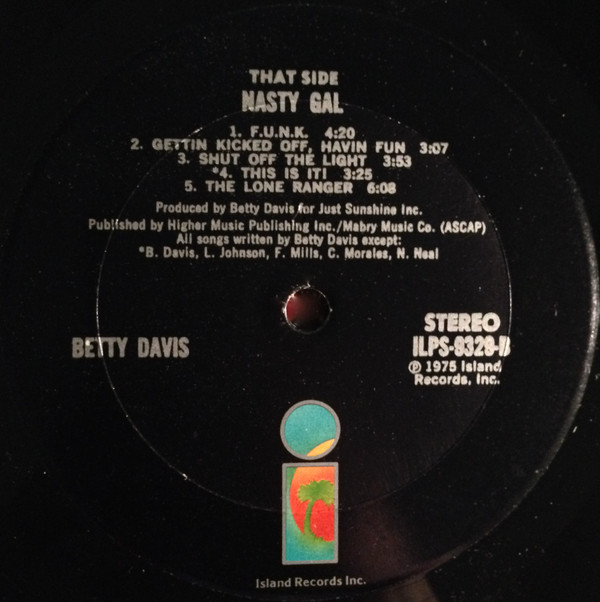 THAT SIDE
NASTY GAL
1. F.U.N.K. 4:20
2. GETTIN KICKED OFF, HAVIN FUN 3:07
3. SHUT OFF THE LIGHT 3:53
*4. THIS IS IT! 3:25
5. THE LONE RANGER 6:08
Produced by Betty Davis for Just Sunshine Inc.
Published by Higher Music Publishing Inc./Mabry Music Co. (ASCAP)
All songs written by Betty Davis except:
*B. Davis, L. Johnson, F. Mills, C. Morales, N. Neal
BETTY DAVIS
STEREO
ILPS-9329-B
℗ 1975 Island
Records, Inc.
Island Records Inc.